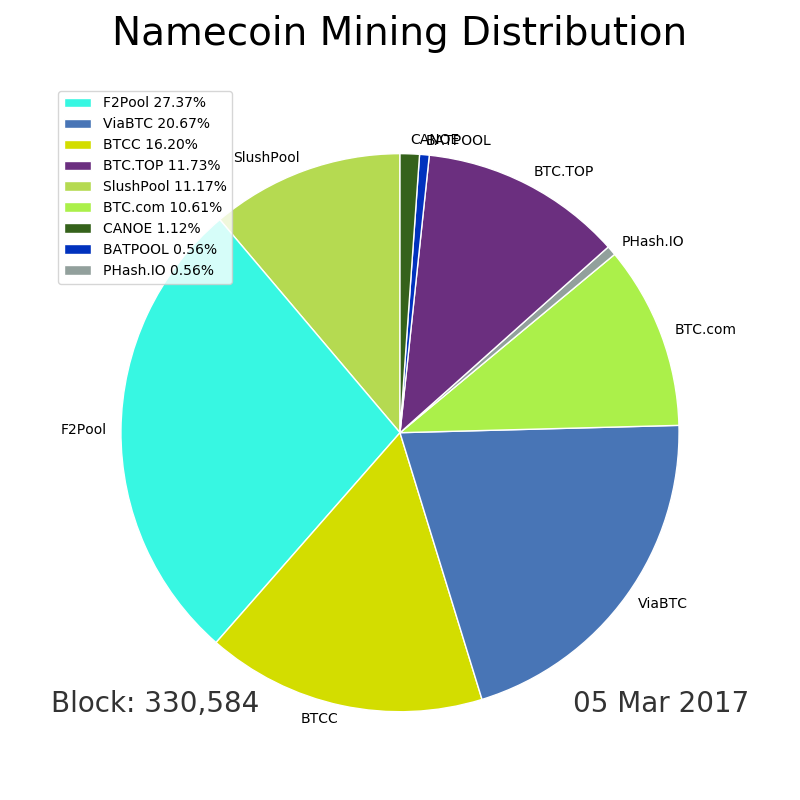 Namecoin Mining Distribution
F2Pool 27.37%
ViaBTC 20.67%
BTCC 16.20%
BTC.TOP 11.73%
SlushPool 11.17%
BTC.com 10.61%
CANOE 1.12%
BATPOOL 0.56%
PHash.IO 0.56%
CANOE
BATPOOL
SlushPool
BTC.TOP
PHash.IO
BTC.com
F2Pool
ViaBTC
BTCC
Block: 330,584
05 Mar 2017